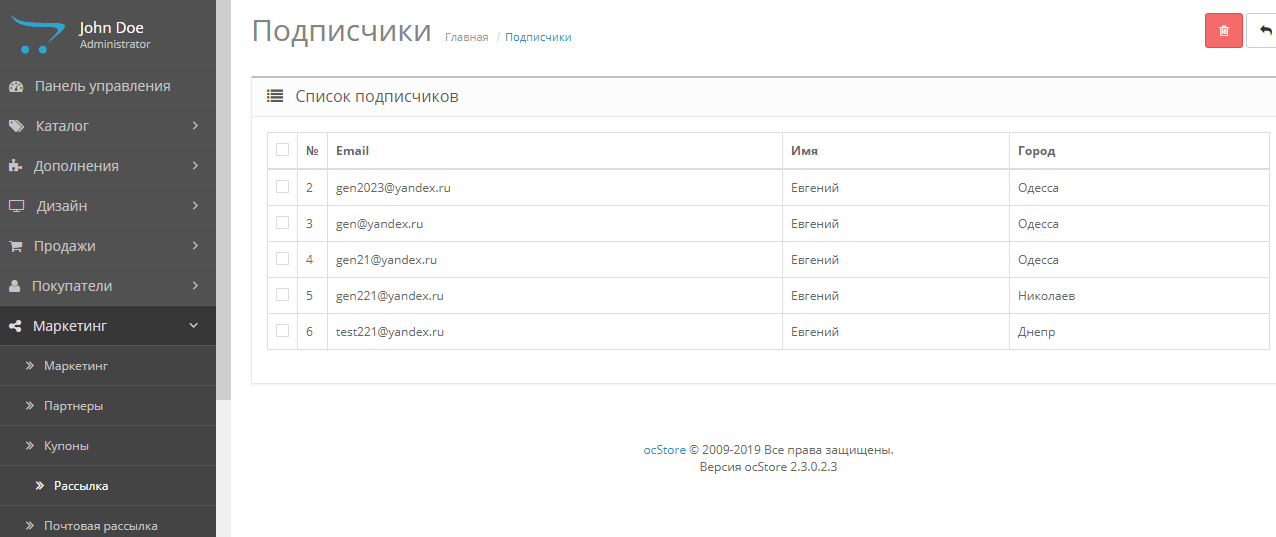 John Doe
Administrator
Панель управления
Каталог
Дополнения
Дизайн
Продажи
Покупатели
Маркетинг
Маркетинг
Партнеры
Купоны
Рассылка
Почтовая рассылка
Подписчики Главная / Подписчики
Список подписчиков
№ Email Имя Город
2 gen2023@yandex.ru Евгений Одесса
3 gen@yandex.ru Евгений Одесса
4 gen21@yandex.ru Евгений Одесса
5 gen221@yandex.ru Евгений Николаев
6 test221@yandex.ru Евгений Днепр
ocStore © 2009-2019 Все права защищены.
Версия ocStore 2.3.0.2.3